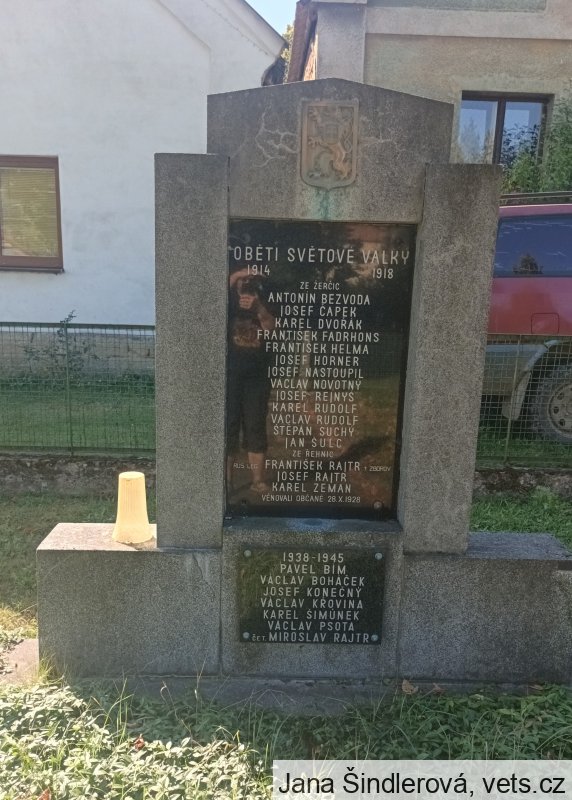 OBĚTI SVĚTOVÉ VÁLKY
1914 1918
ZE ŽERČIC
ANTONÍN BEZVODA
JOSEF ČAPEK
KAREL DVOŘÁK
FRANTIŠEK FADRHONS
FRANTIŠEK HELMA
JOSEF HORNER
JOSEF NASTOUPIL
VÁCLAV NOVOTNÝ
JOSEF REJNYŠ
KAREL RUDOLF
VÁCLAV RUDOLF
ŠTĚPÁN SUCHÝ
JAN ŠULC
ZE ŘEHNIC
RUS. LEG. FRANTIŠEK RAJTR + ZBOROV
JOSEF RAJTR
KAREL ZEMAN
VĚNOVALI OBČANÉ 28.X.1928
1938-1945
PAVEL BÍM
VÁCLAV BOHÁČEK
JOSEF KONEČNÝ
VÁCLAV KROVINA
KAREL ŠIMŮNEK
VÁCLAV PSOTA
ČET. MIROSLAV RAJTR
Jana Šindlerová, vets.cz